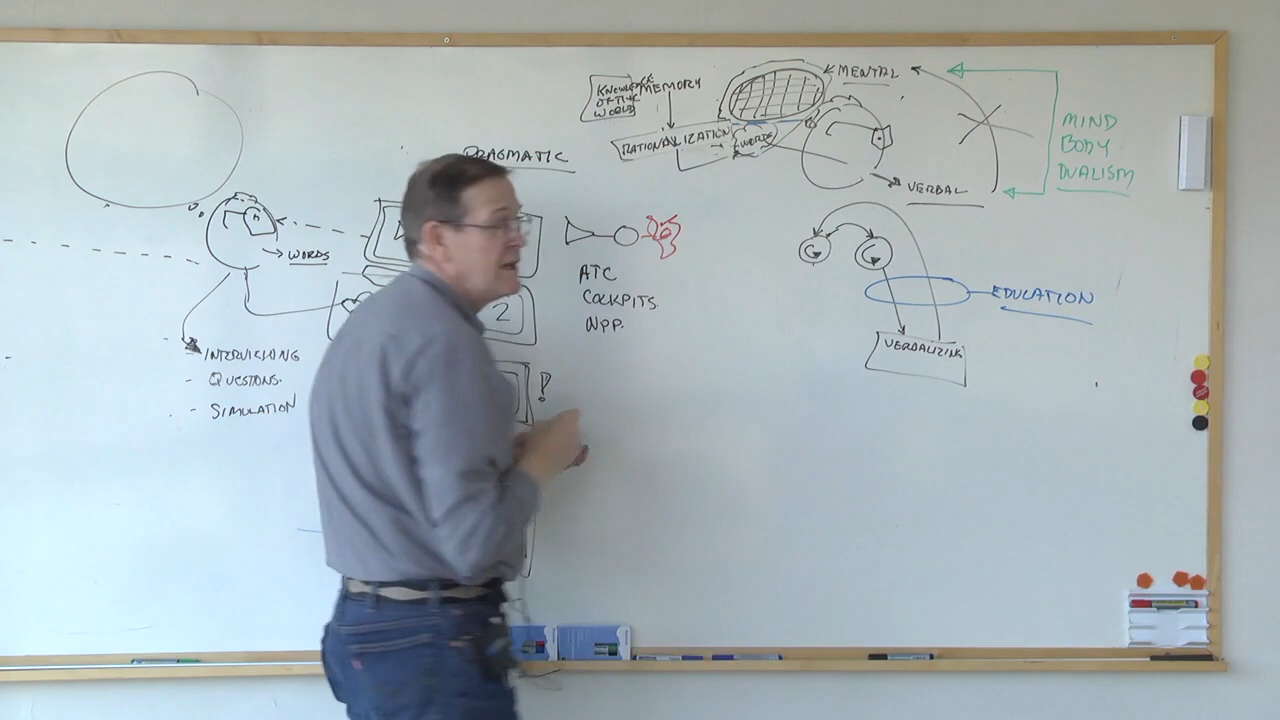 PRAGMATIC
WORDS
INTERVIEWING
- QUESTIONS.
- SIMULATION
2
!
ATC
COCKPITS
NPP.
KNOWLEDGE
OF THE
WORLD
MEMORY
RATIONALIZATION
WORDS
MENTAL
VERBAL
MIND
BODY
DUALISM
EDUCATION
VERBALIZING